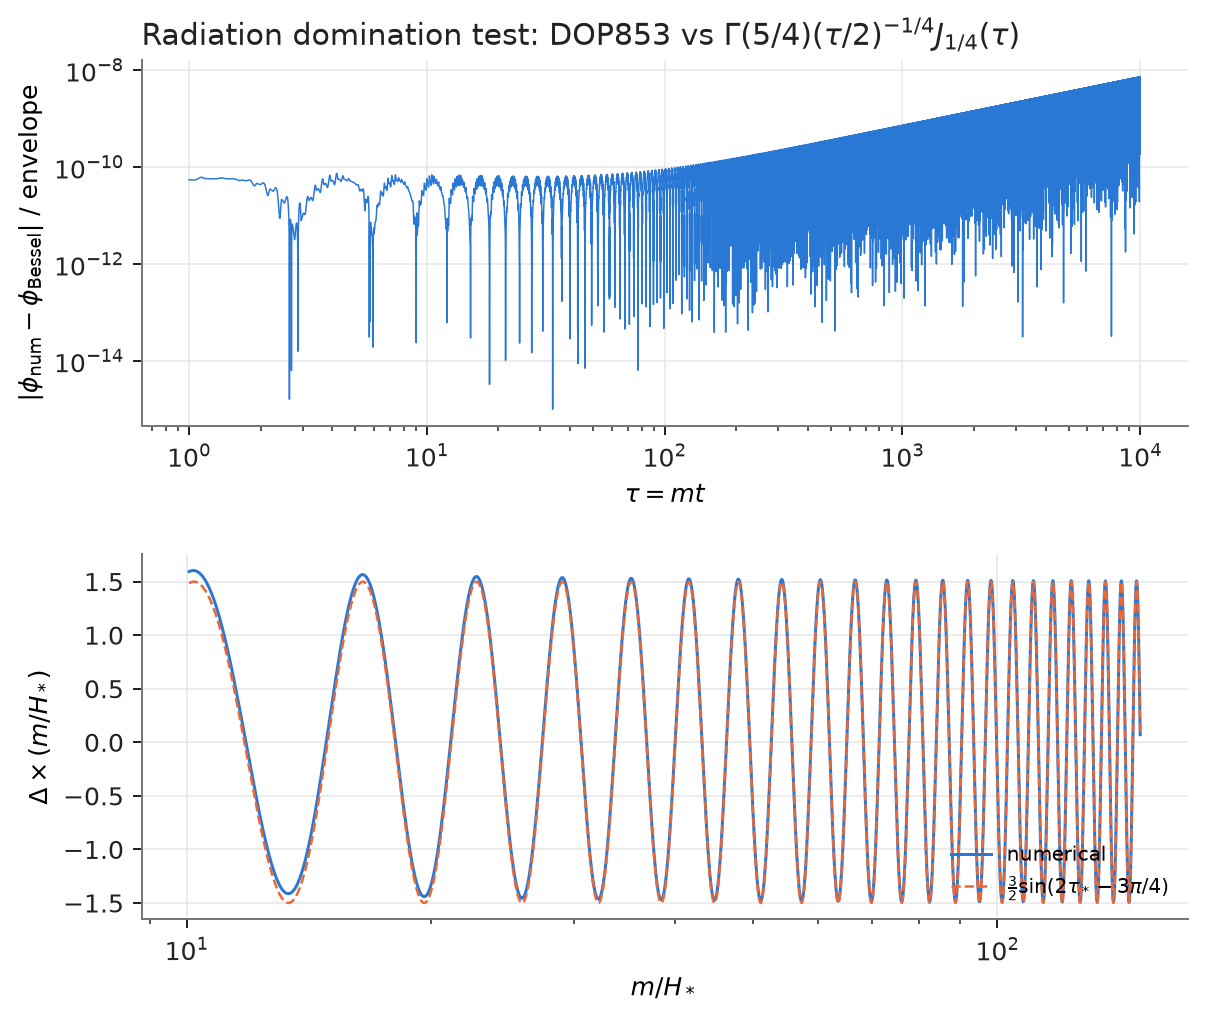 Radiation domination test: DOP853 vs Γ(5/4)(τ/2)^{−1/4}J_{1/4}(τ)
|ϕ_num − ϕ_Bessel| / envelope
10^{−8}
10^{−10}
10^{−12}
10^{−14}
10^0 10^1 10^2 10^3 10^4
τ = mt
Δ × (m/H_*)
1.5
1.0
0.5
0.0
−0.5
−1.0
−1.5
numerical
3/2 sin(2τ_* − 3π/4)
10^1 10^2
m/H_*